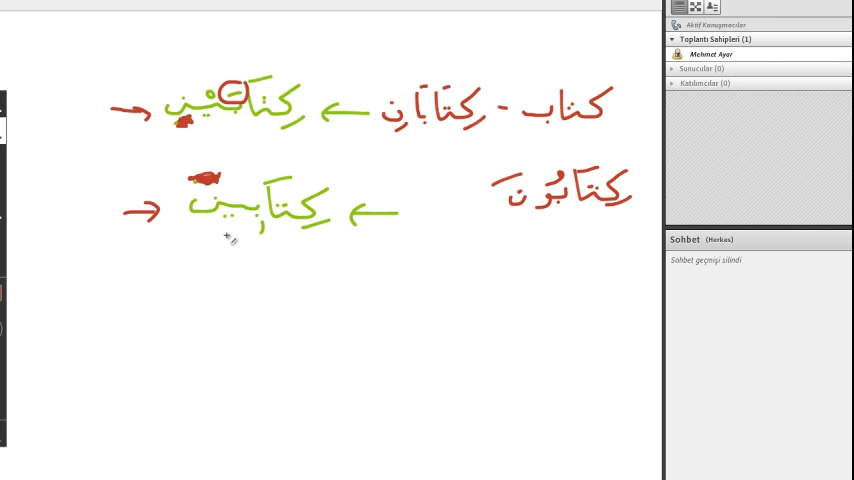 كتاب - كِتَابَانِ ← كِتَابَيْنِ →
كِتَابُونَ ← كِتَابِين →
Aktif Konuşmacılar
Toplantı Sahipleri (1)
Mehmet Ayar
Sunucular (0)
Katılımcılar (0)
Sohbet (Herkes)
Sohbet geçmişi silindi